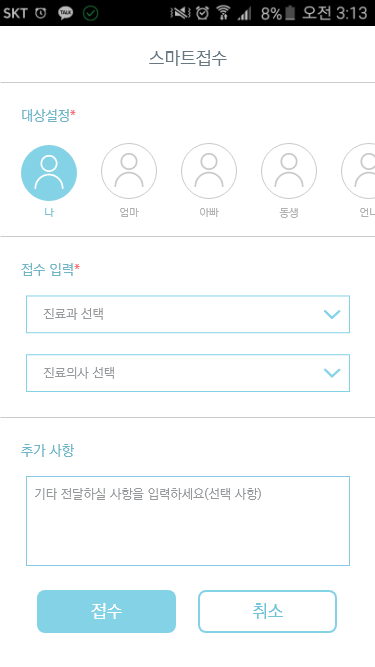 SKT TALK 8% 오전 3:13
스마트접수
대상설정*
나 엄마 아빠 동생 언니
접수 입력*
진료과 선택
진료의사 선택
추가 사항
기타 전달하실 사항을 입력하세요(선택 사항)
접수 취소